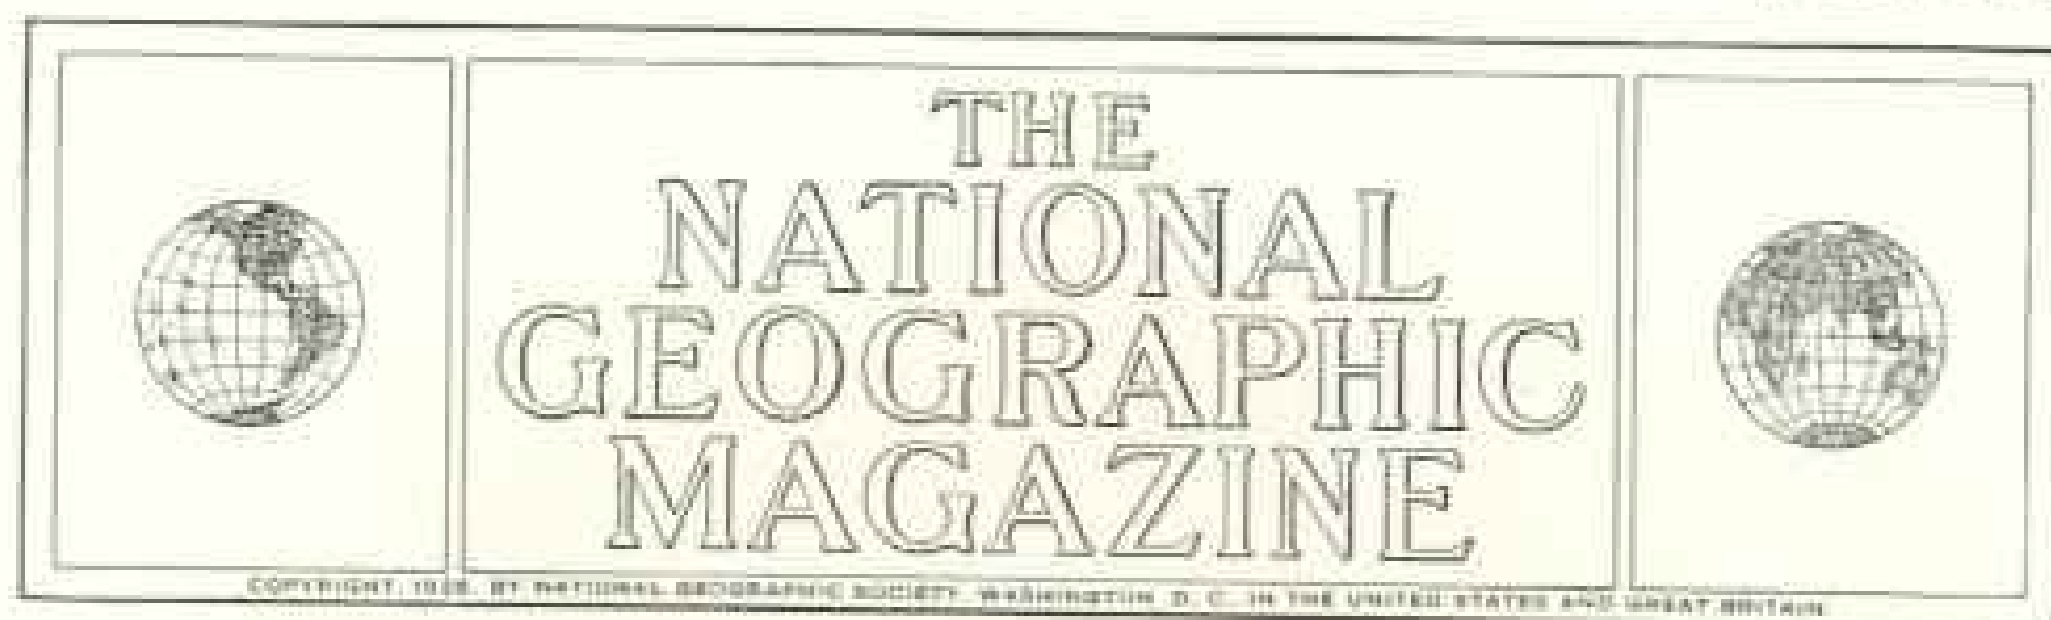 THE
NATIONAL
GEOGRAPHIC
MAGAZINE
COPYRIGHT, BY NATIONAL GEOGRAPHIC SOCIETY, WASHINGTON, D. C. IN THE UNITED STATES AND GREAT BRITAIN